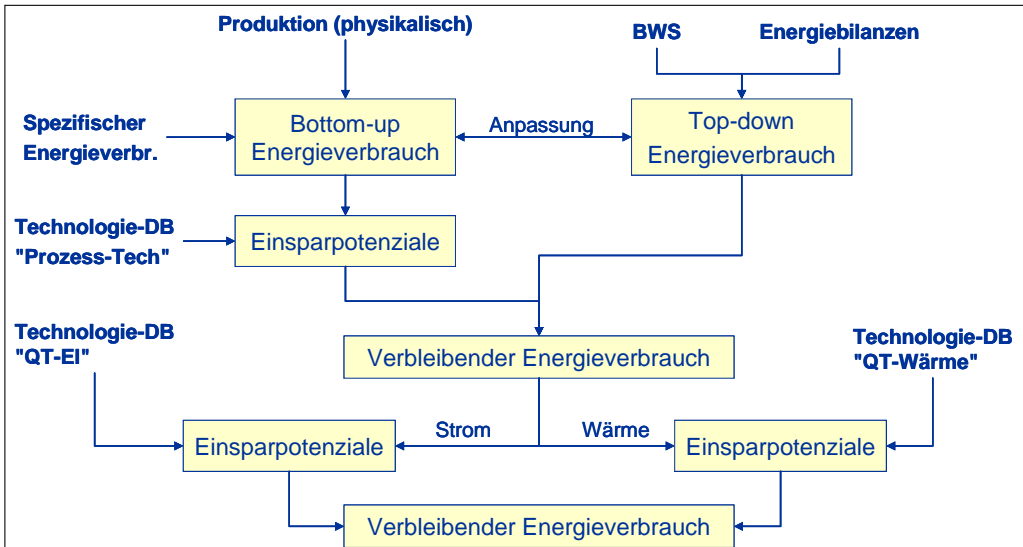 Produktion (physikalisch)
BWS
Energiebilanzen
Spezifischer
Energieverbr.
Bottom-up
Energieverbrauch
Anpassung
Top-down
Energieverbrauch
Technologie-DB
"Prozess-Tech"
Einsparpotenziale
Technologie-DB
"QT-El"
Verbleibender Energieverbrauch
Technologie-DB
"QT-Wärme"
Einsparpotenziale
Strom
Wärme
Einsparpotenziale
Verbleibender Energieverbrauch